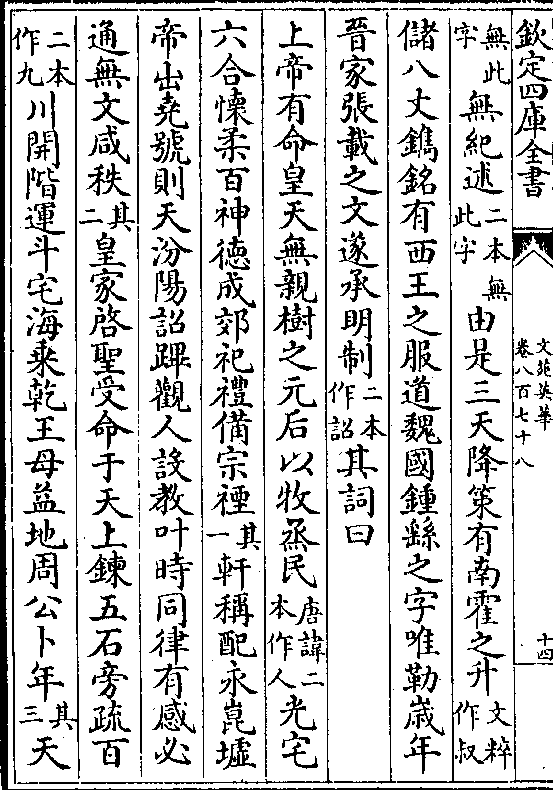 欽定四庫全書
文苑英華
卷八百七十八
十四
無此字無紀述二本無此字由是三天降策有南霍之升文粹作叔
儲八丈鐫銘有西王之服道魏國鍾繇之字唯勒嵗年
晉家張載之文遂承明制二本作詔其詞曰
上帝有命皇天無親樹之元后以牧烝民唐諱二本作人光宅
六合懷柔百神德成郊祀禮備宗禋其一軒稱配永崑墟
帝出堯號則天汾陽詔蹕觀人設教叶時同律有感必
通無文咸秩其二皇家啓聖受命于天上鍊五石旁疏百
二本作九川開階運斗宅海乘乾王母益地周公卜年其三天